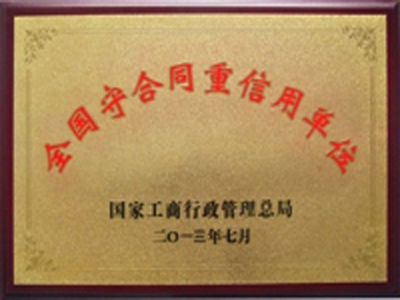 全国守合同重信用单位
国家工商行政管理总局
二〇一三年七月